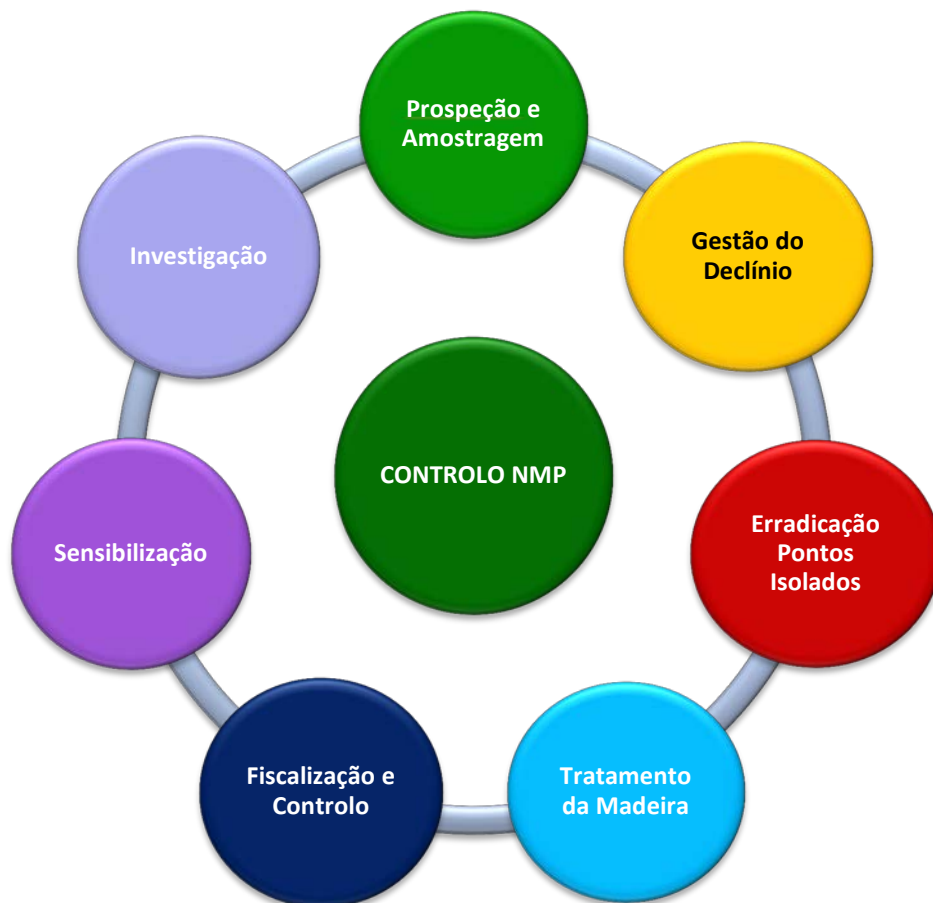 Prospeção e
Amostragem
Gestão do
Declínio
Erradicação
Pontos
Isolados
Tratamento
da Madeira
Fiscalização e
Controlo
Sensibilização
Investigação
CONTROLO NMP